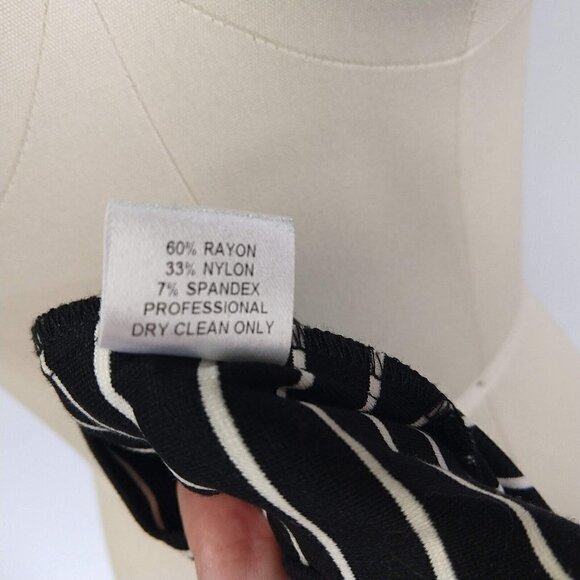 60% RAYON
33% NYLON
7% SPANDEX
PROFESSIONAL
DRY CLEAN ONLY